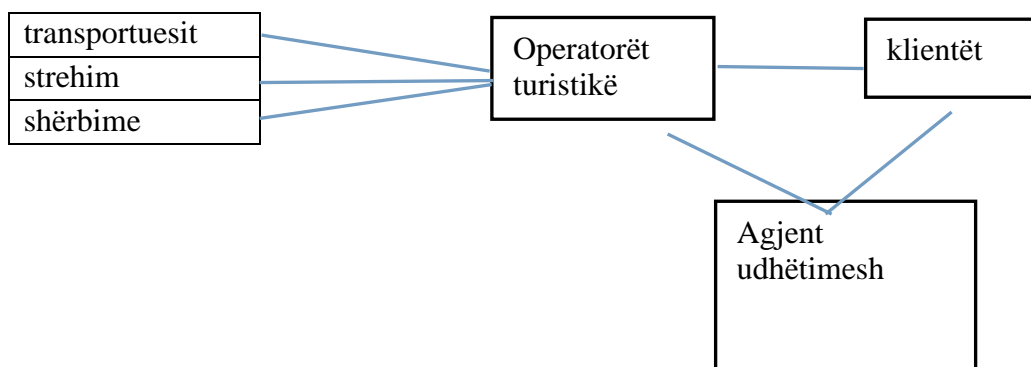 transportuesit
strehim
shërbime
Operatorët
turistikë
klientët
Agjent
udhëtimesh